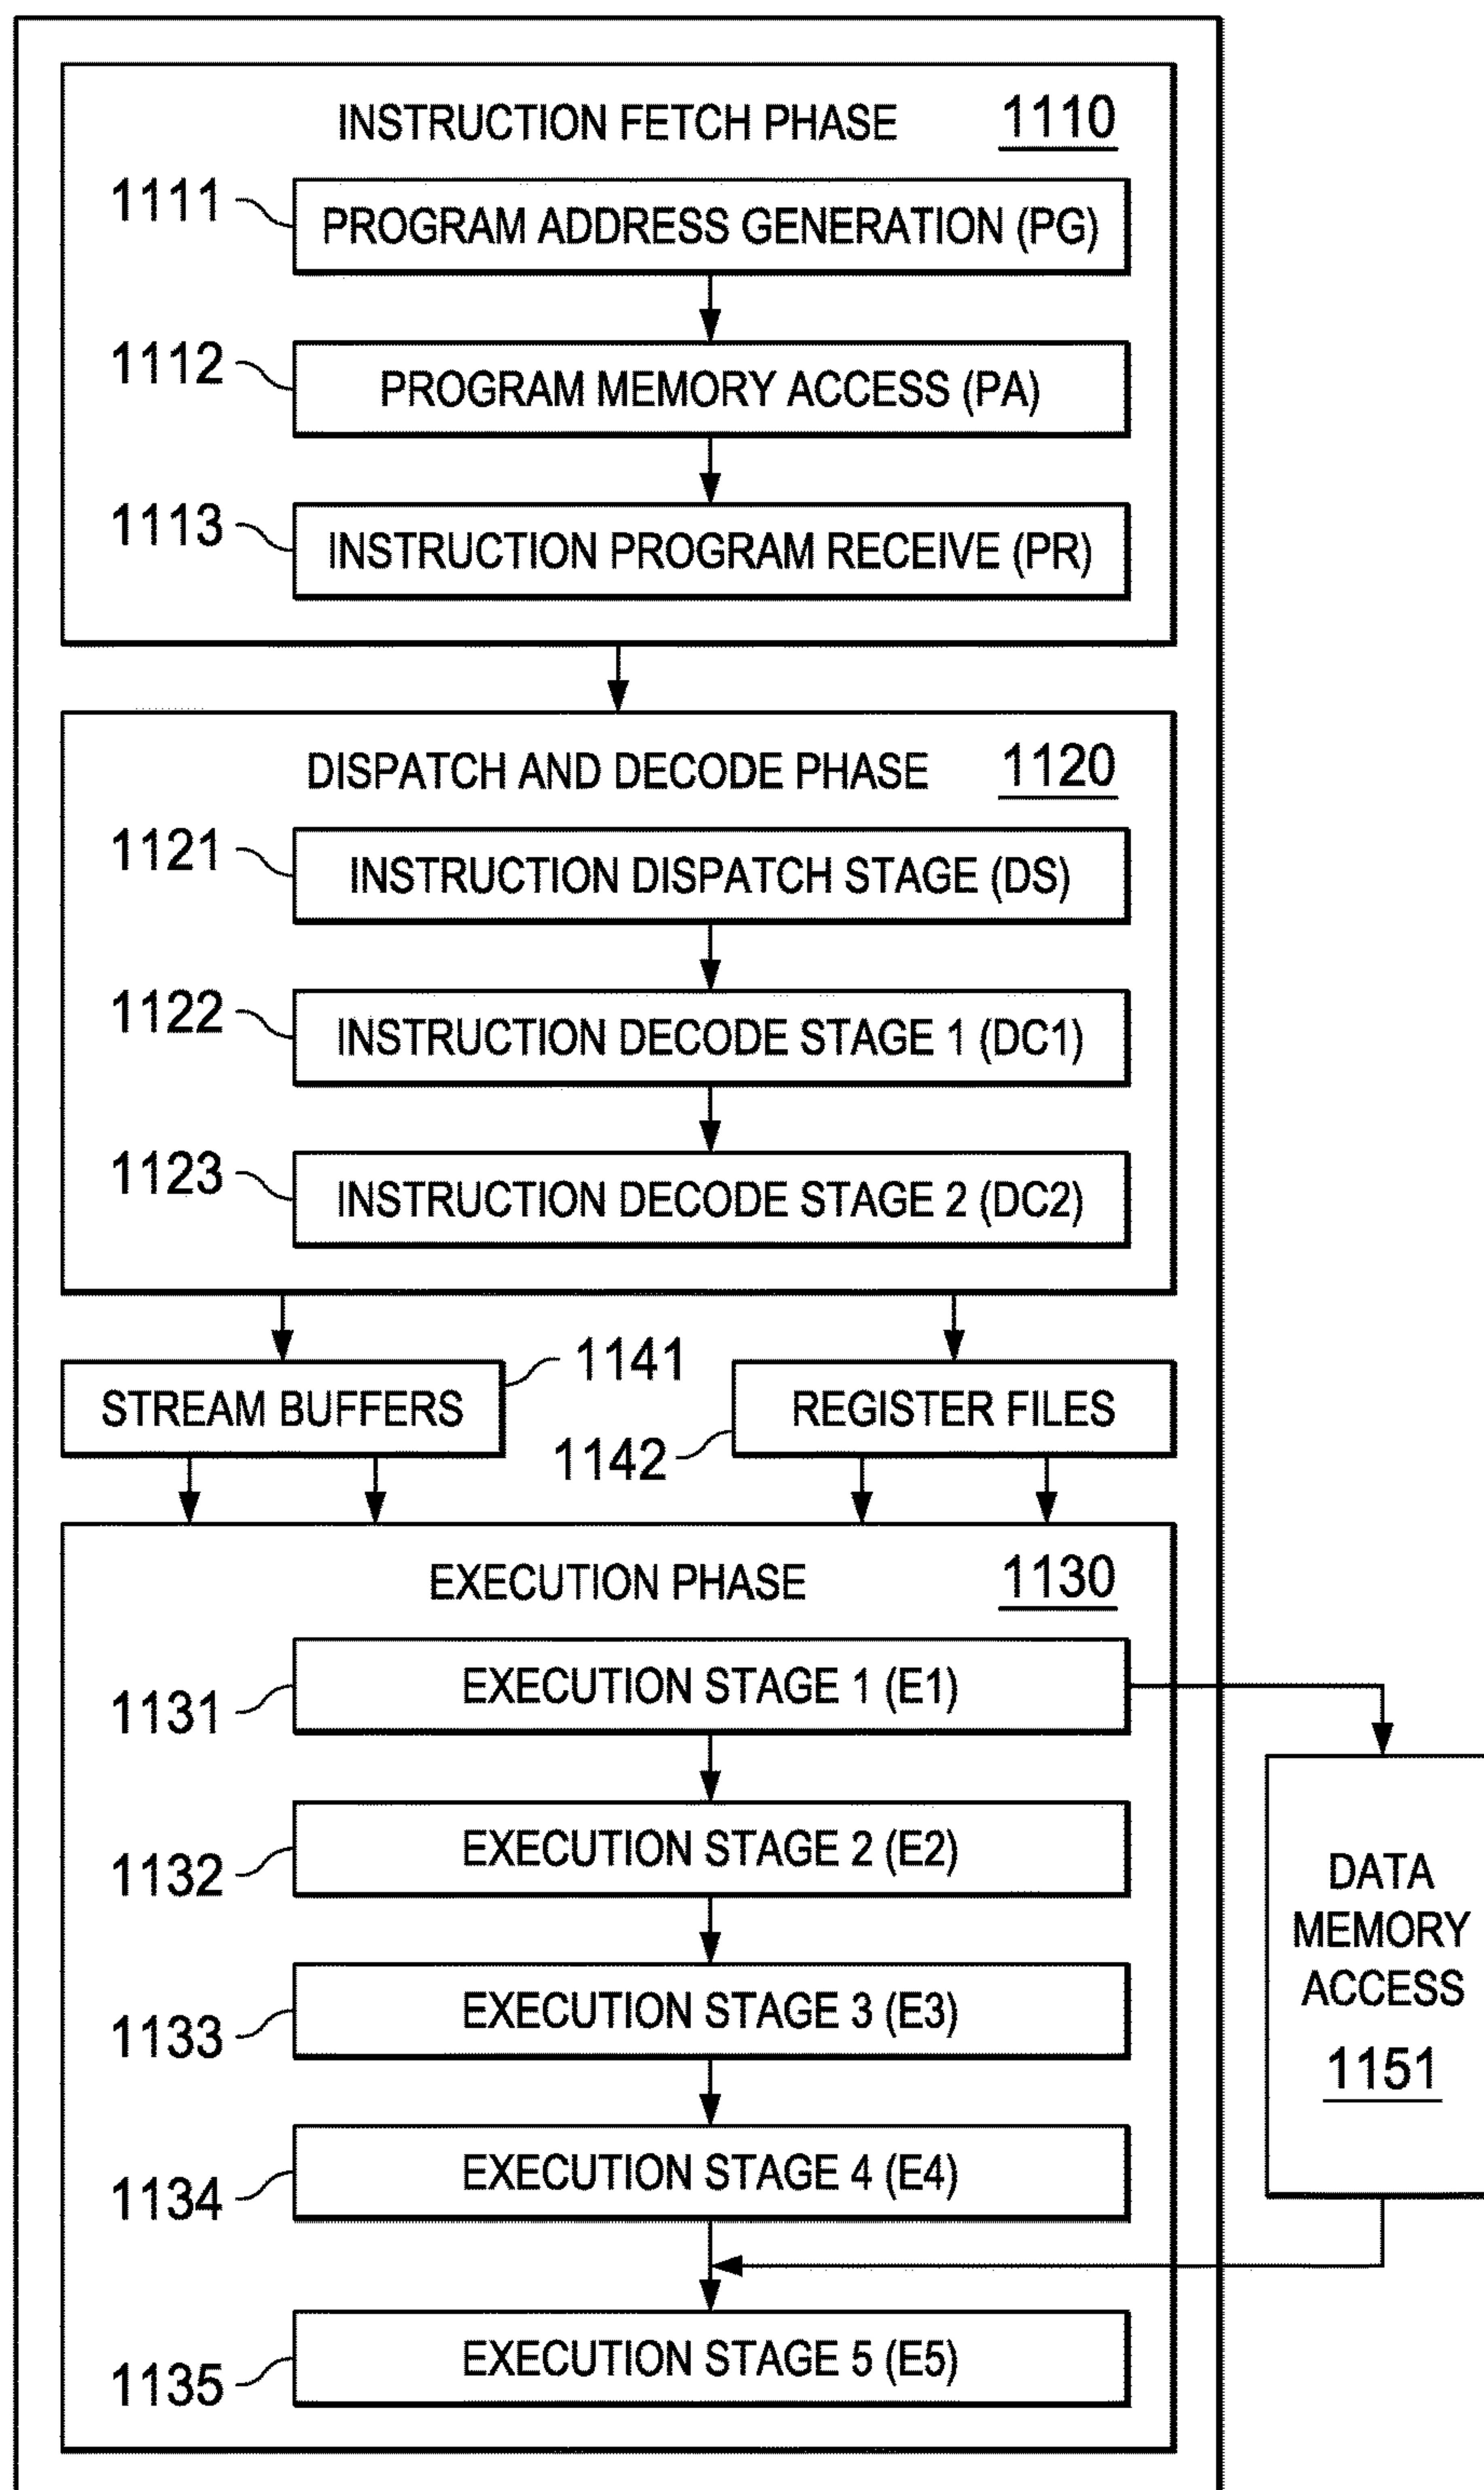 INSTRUCTION FETCH PHASE 1110
1111 PROGRAM ADDRESS GENERATION (PG)
1112 PROGRAM MEMORY ACCESS (PA)
1113 INSTRUCTION PROGRAM RECEIVE (PR)
DISPATCH AND DECODE PHASE 1120
1121 INSTRUCTION DISPATCH STAGE (DS)
1122 INSTRUCTION DECODE STAGE 1 (DC1)
1123 INSTRUCTION DECODE STAGE 2 (DC2)
STREAM BUFFERS 1141
1142 REGISTER FILES
EXECUTION PHASE 1130
1131 EXECUTION STAGE 1 (E1)
1132 EXECUTION STAGE 2 (E2)
1133 EXECUTION STAGE 3 (E3)
1134 EXECUTION STAGE 4 (E4)
1135 EXECUTION STAGE 5 (E5)
DATA
MEMORY
ACCESS
1151